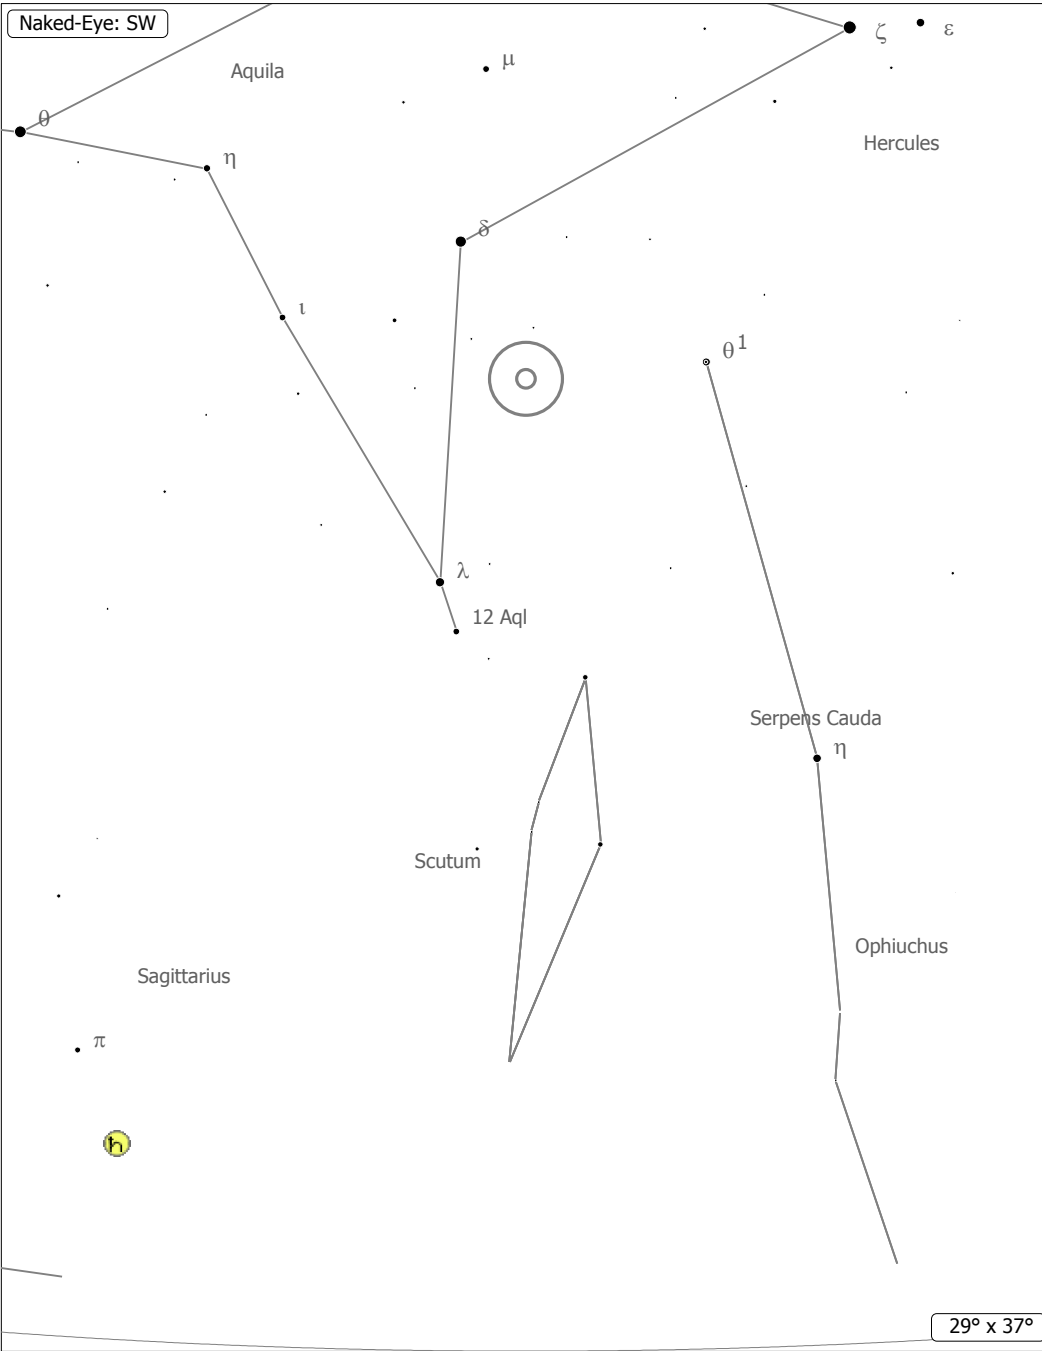 Naked-Eye: SW
ζ
ε
μ
Aquila
θ
Hercules
η
δ
ι
θ¹
λ
12 Aql
Serpens Cauda
η
Scutum
Ophiuchus
Sagittarius
π
♄
29° x 37°